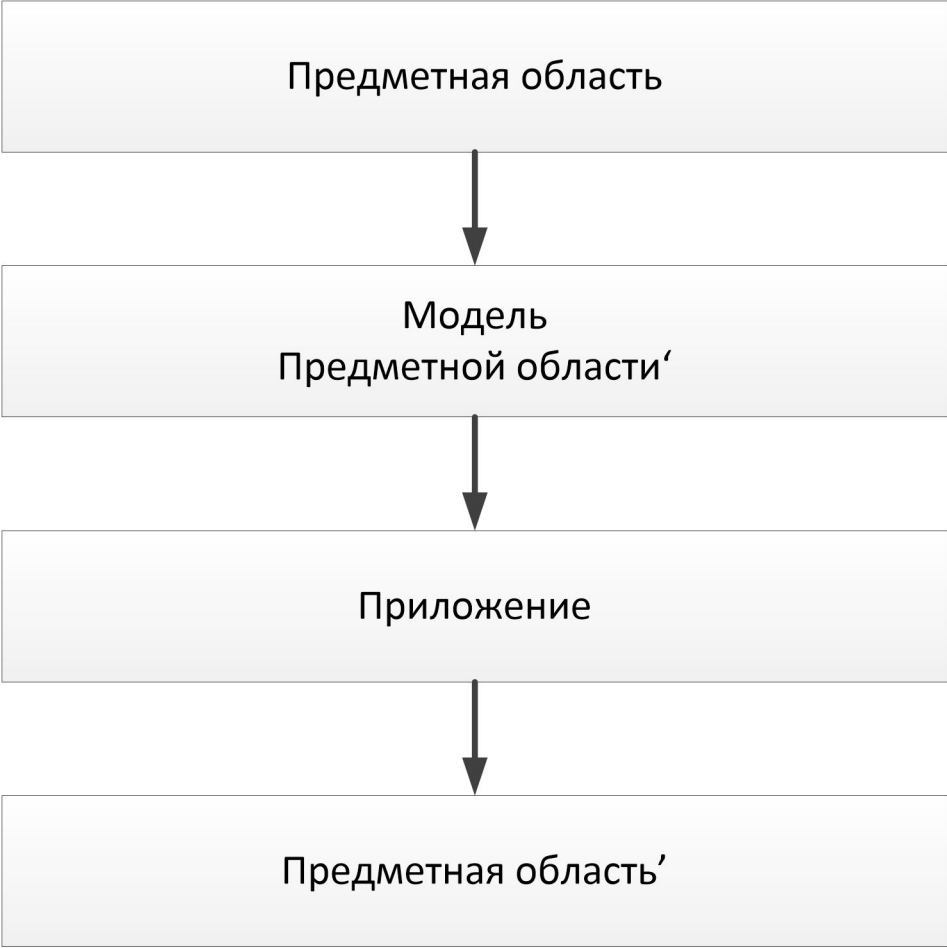 Предметная область
Модель
Предметной области‘
Приложение
Предметная область’